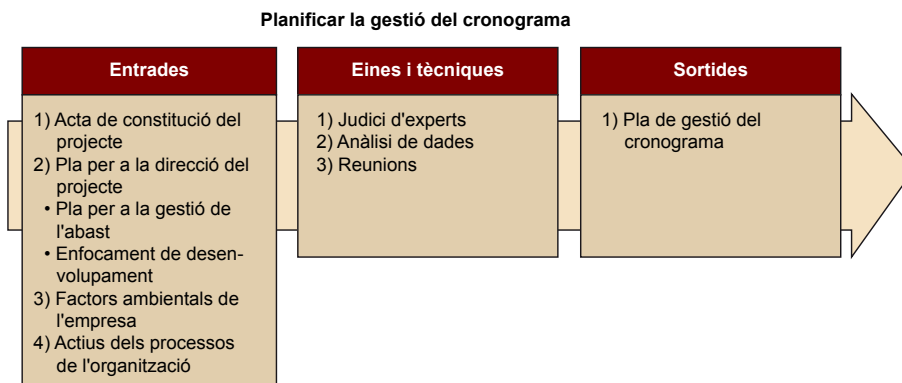 Planificar la gestió del cronograma
Entrades
1) Acta de constitució del
projecte
2) Pla per a la direcció del
projecte
• Pla per a la gestió de
l'abast
• Enfocament de desen-
volupament
3) Factors ambientals de
l'empresa
4) Actius dels processos
de l'organització
Eines i tècniques
1) Judici d'experts
2) Anàlisi de dades
3) Reunions
Sortides
1) Pla de gestió del
cronograma